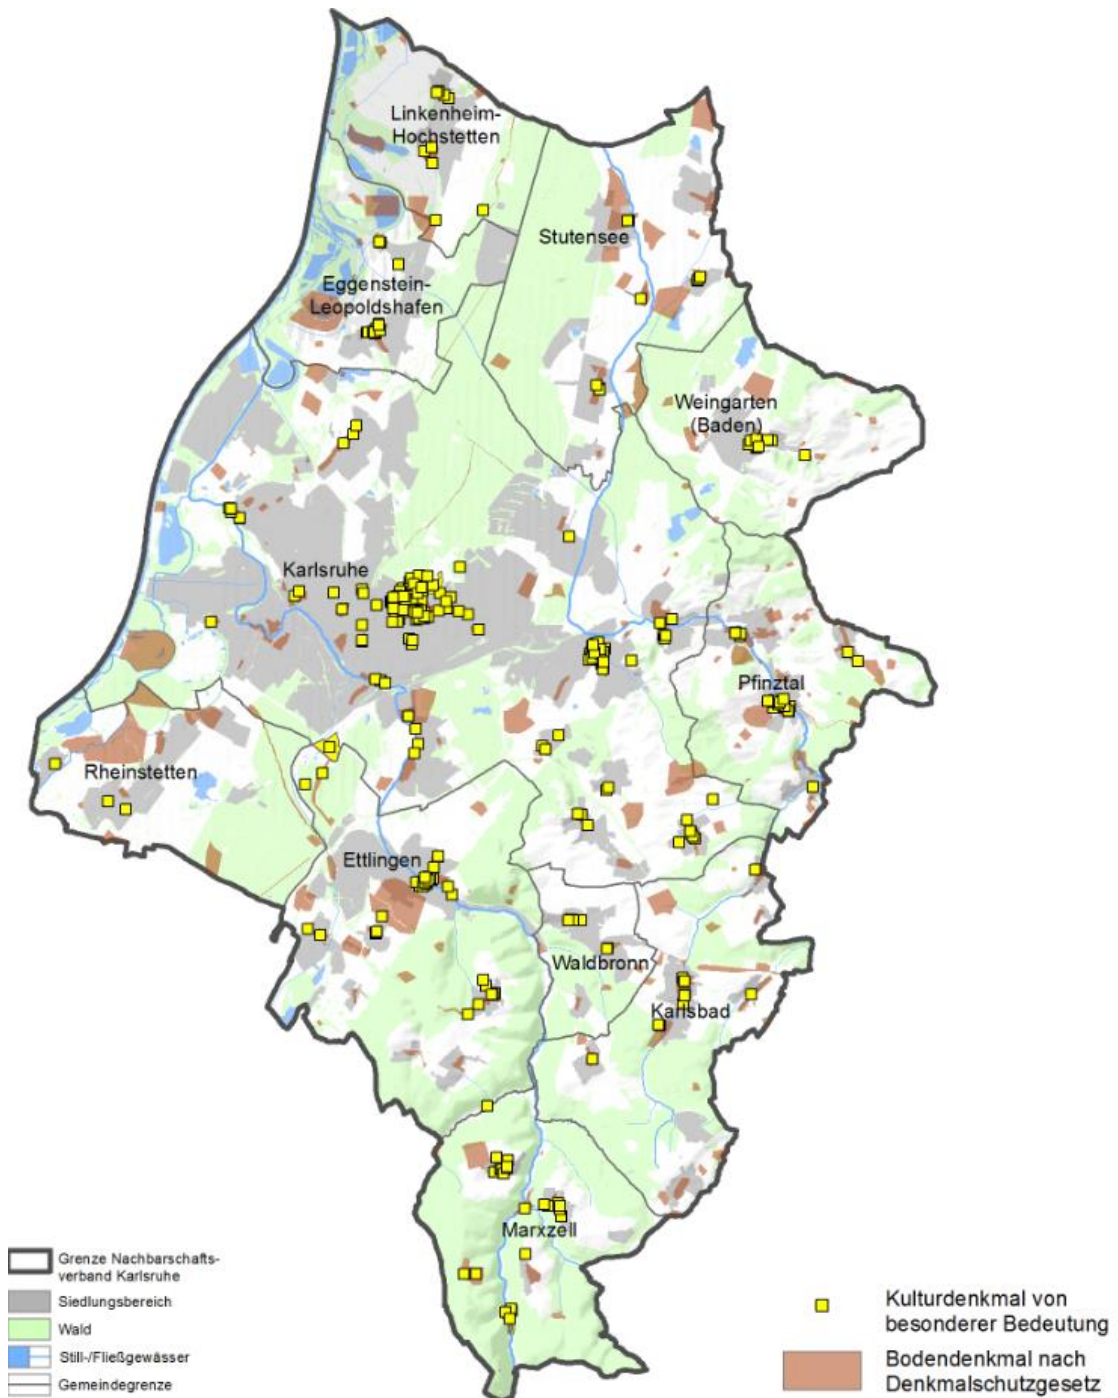 Linkenheim-
Hochstetten
Stutensee
Eggenstein-
Leopoldshafen
Weingarten
(Baden)
Karlsruhe
Pfinztal
Rheinstetten
Ettlingen
Waldbronn
Karlsbad
Marxzell
Grenze Nachbarschafts-
verband Karlsruhe
Siedlungsbereich
Wald
Still-/Fließgewässer
Gemeindegrenze
Kulturdenkmal von
besonderer Bedeutung
Bodendenkmal nach
Denkmalschutzgesetz